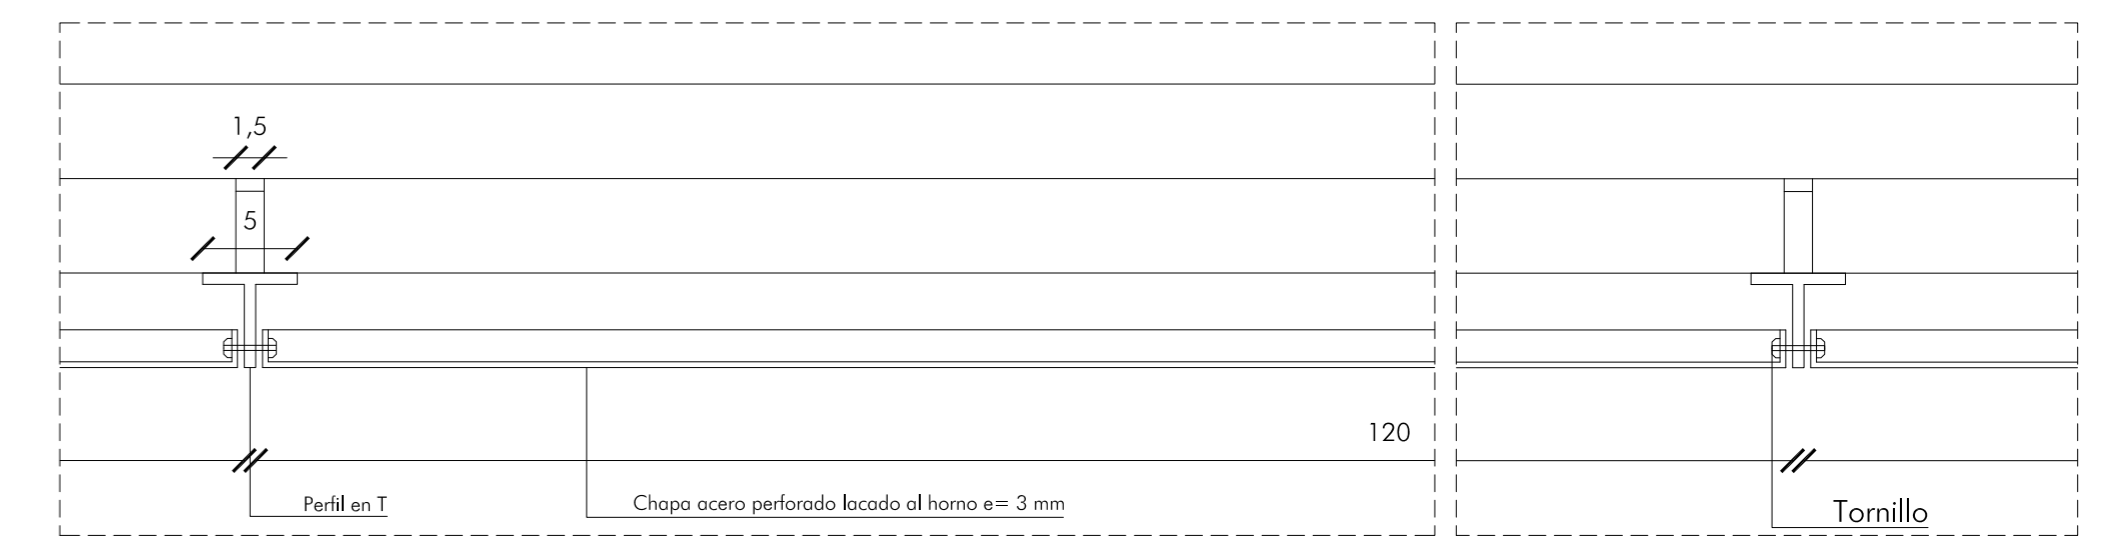 1,5
5
120
Perfil en T
Chapa acero perforado lacado al horno e= 3 mm
Tornillo